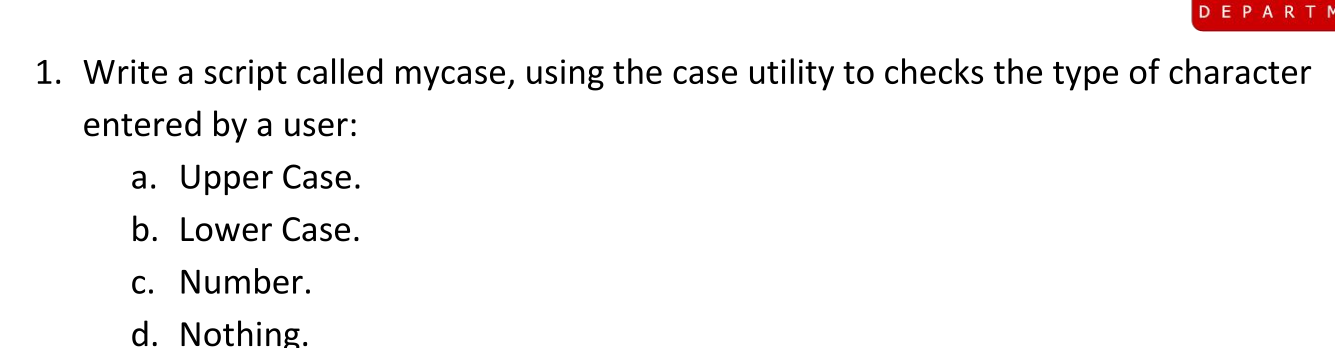 DEPART
1. Write a script called mycase, using the case utility to checks the type of character
entered by a user:
a. Upper Case.
b. Lower Case.
c. Number.
d. Nothing.